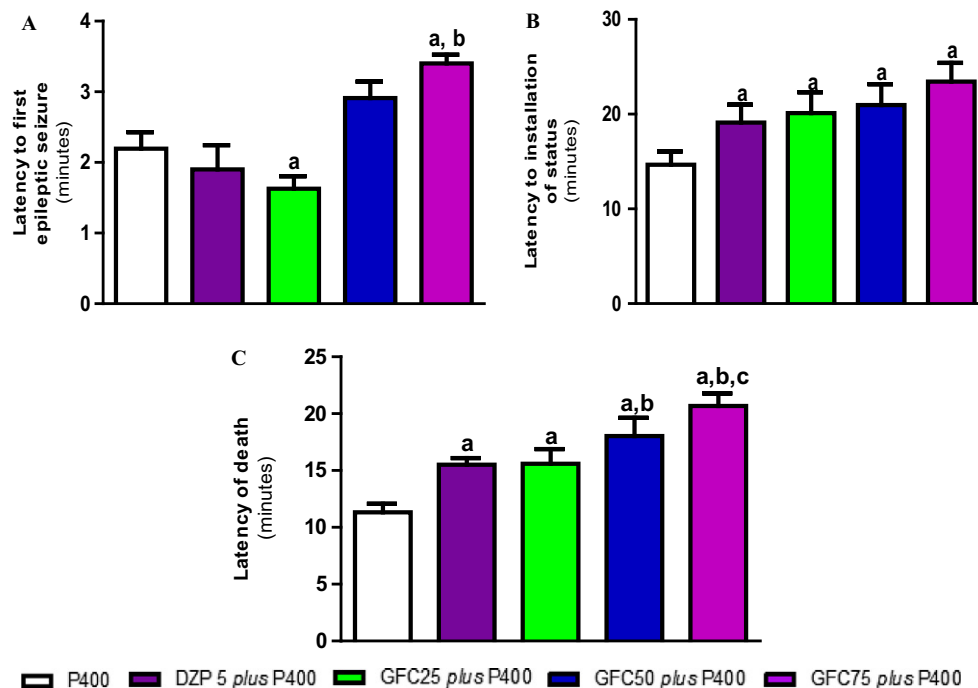 A
Latency to first
epileptic seizure
(minutes)
4
3
2
1
0
a
a, b
B
Latency to installation
of status
(minutes)
30
20
10
0
a
a
a
a
C
Latency of death
(minutes)
25
20
15
10
5
0
a
a
a,b
a,b,c
P400 DZP 5 plus P400 GFC25 plus P400 GFC50 plus P400 GFC75 plus P400